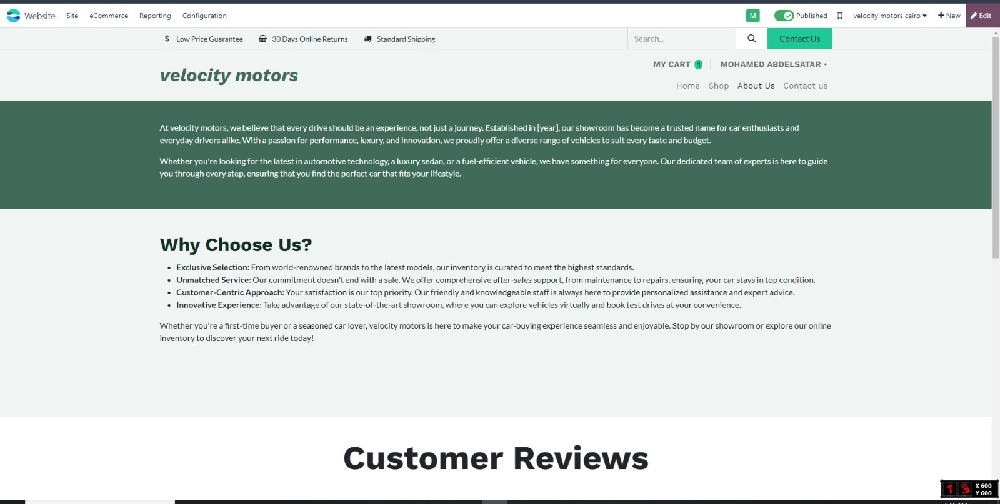 Website Site eCommerce Reporting Configuration M Published velocity motors cairo + New Edit
$ Low Price Guarantee 30 Days Online Returns Standard Shipping Search... Contact Us
MY CART 1 MOHAMED ABDELSATAR
velocity motors
Home Shop About Us Contact us
At velocity motors, we believe that every drive should be an experience, not just a journey. Established in [year], our showroom has become a trusted name for car enthusiasts and
everyday drivers alike. With a passion for performance, luxury, and innovation, we proudly offer a diverse range of vehicles to suit every taste and budget.
Whether you're looking for the latest in automotive technology, a luxury sedan, or a fuel-efficient vehicle, we have something for everyone. Our dedicated team of experts is here to guide
you through every step, ensuring that you find the perfect car that fits your lifestyle.
Why Choose Us?
• Exclusive Selection: From world-renowned brands to the latest models, our inventory is curated to meet the highest standards.
• Unmatched Service: Our commitment doesn't end with a sale. We offer comprehensive after-sales support, from maintenance to repairs, ensuring your car stays in top condition.
• Customer-Centric Approach: Your satisfaction is our top priority. Our friendly and knowledgeable staff is always here to provide personalized assistance and expert advice.
• Innovative Experience: Take advantage of our state-of-the-art showroom, where you can explore vehicles virtually and book test drives at your convenience.
Whether you're a first-time buyer or a seasoned car lover, velocity motors is here to make your car-buying experience seamless and enjoyable. Stop by our showroom or explore our online
inventory to discover your next ride today!
Customer Reviews
X 600
Y 600